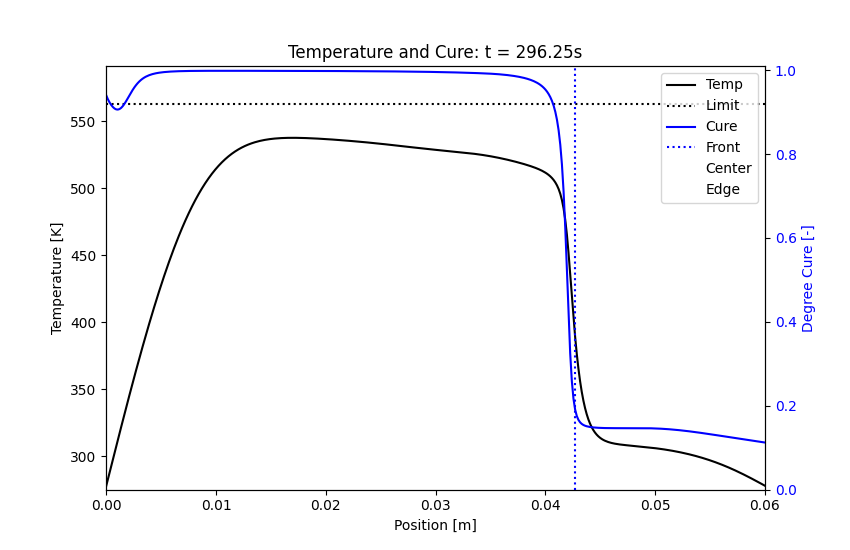 Temperature and Cure: t = 296.25s
Temp
Limit
Cure
Front
Center
Edge
Temperature [K]
550
500
450
400
350
300
Degree Cure [-]
1.0
0.8
0.6
0.4
0.2
0.0
0.00 0.01 0.02 0.03 0.04 0.05 0.06
Position [m]